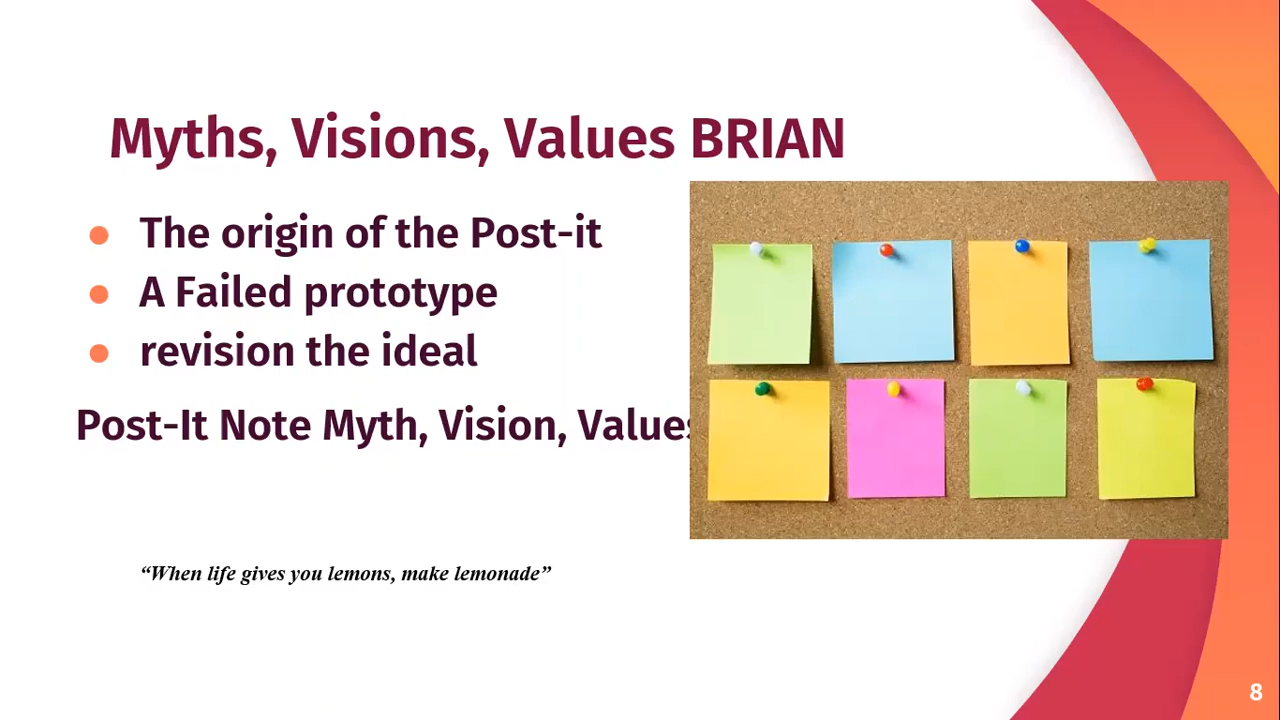 Myths, Visions, Values BRIAN
The origin of the Post-it
A Failed prototype
revision the ideal
Post-It Note Myth, Vision, Values
“When life gives you lemons, make lemonade”
8